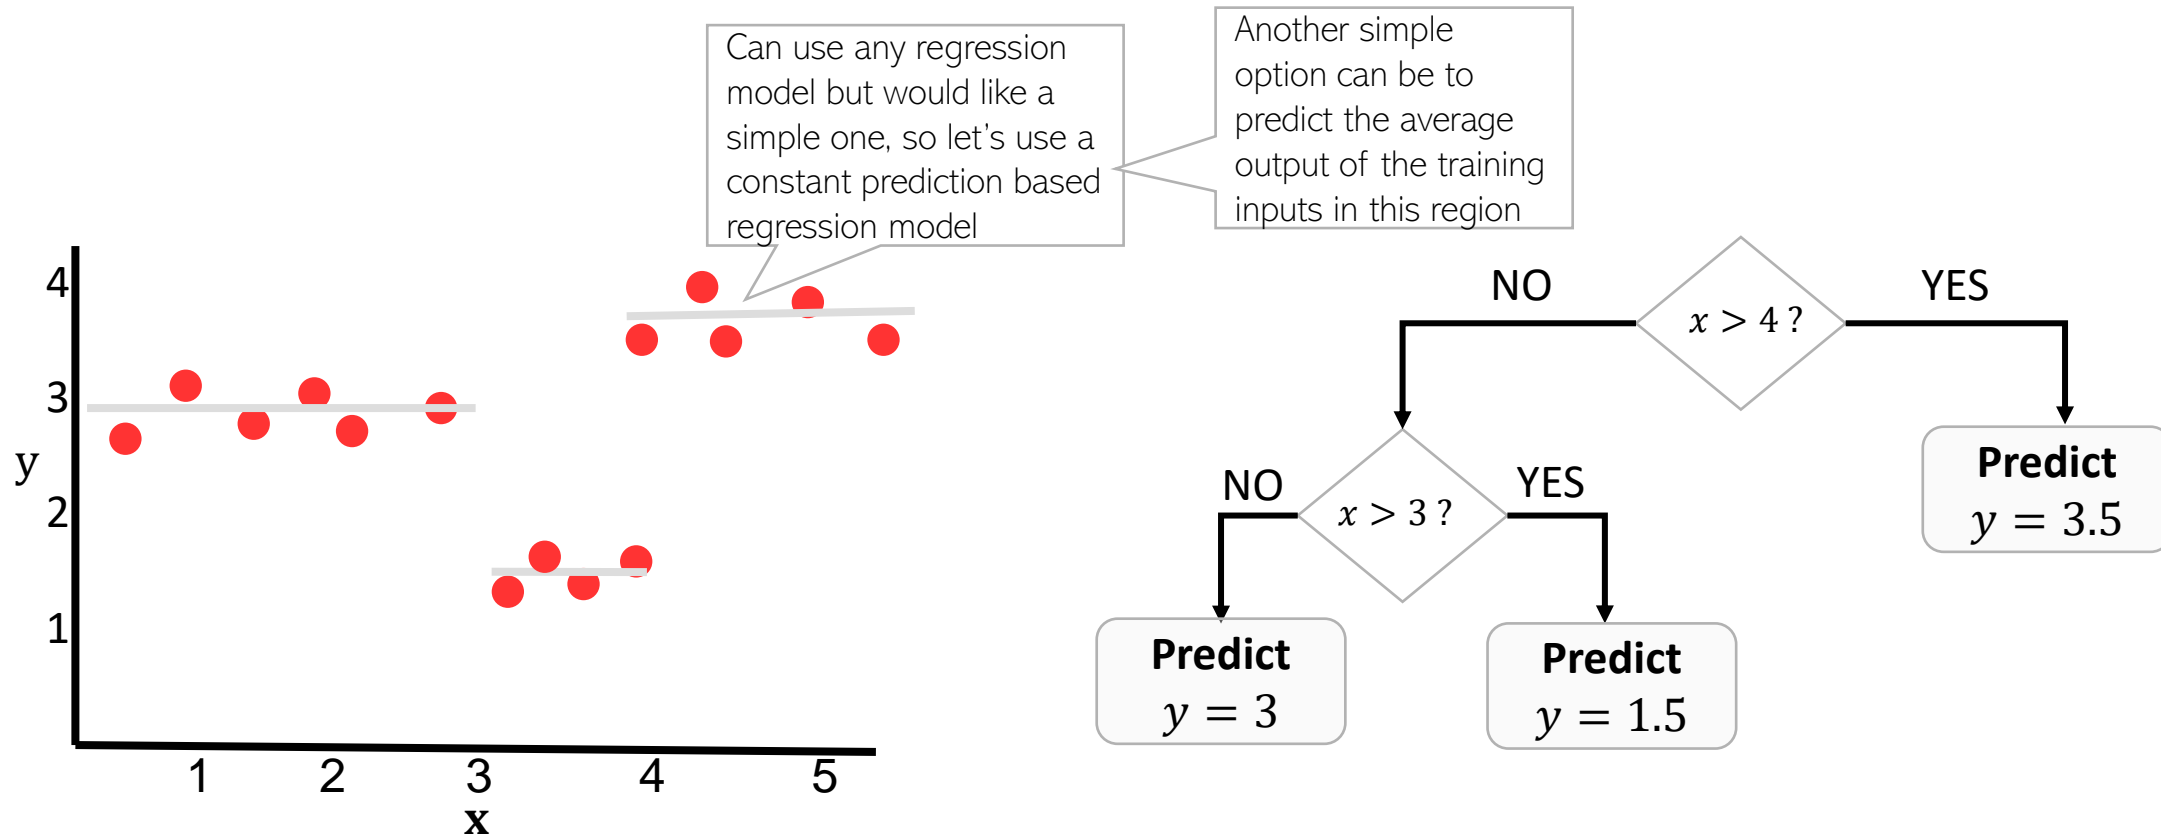 Can use any regression
model but would like a
simple one, so let's use a
constant prediction based
regression model
Another simple
option can be to
predict the average
output of the training
inputs in this region
4
3
y
2
1
1 2 3 4 5
x
NO
x > 4 ?
YES
NO
x > 3 ?
YES
Predict
y = 3.5
Predict
y = 3
Predict
y = 1.5